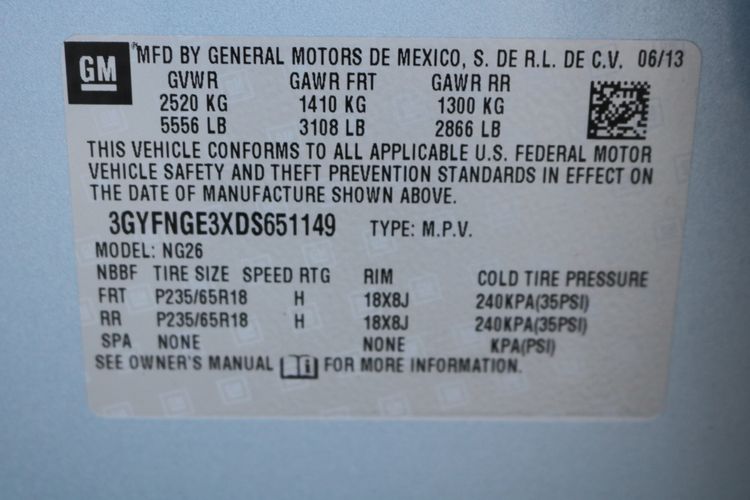 GM
MFD BY GENERAL MOTORS DE MEXICO, S. DE R.L. DE C.V. 06/13
GVWR GAWR FRT GAWR RR
2520 KG 1410 KG 1300 KG
5556 LB 3108 LB 2866 LB
THIS VEHICLE CONFORMS TO ALL APPLICABLE U.S. FEDERAL MOTOR
VEHICLE SAFETY AND THEFT PREVENTION STANDARDS IN EFFECT ON
THE DATE OF MANUFACTURE SHOWN ABOVE.
3GYFNGE3XDS651149 TYPE: M.P.V.
MODEL: NG26
NBBF TIRE SIZE SPEED RTG RIM COLD TIRE PRESSURE
FRT P235/65R18 H 18X8J 240KPA(35PSI)
RR P235/65R18 H 18X8J 240KPA(35PSI)
SPA NONE NONE KPA(PSI)
SEE OWNER'S MANUAL i FOR MORE INFORMATION.